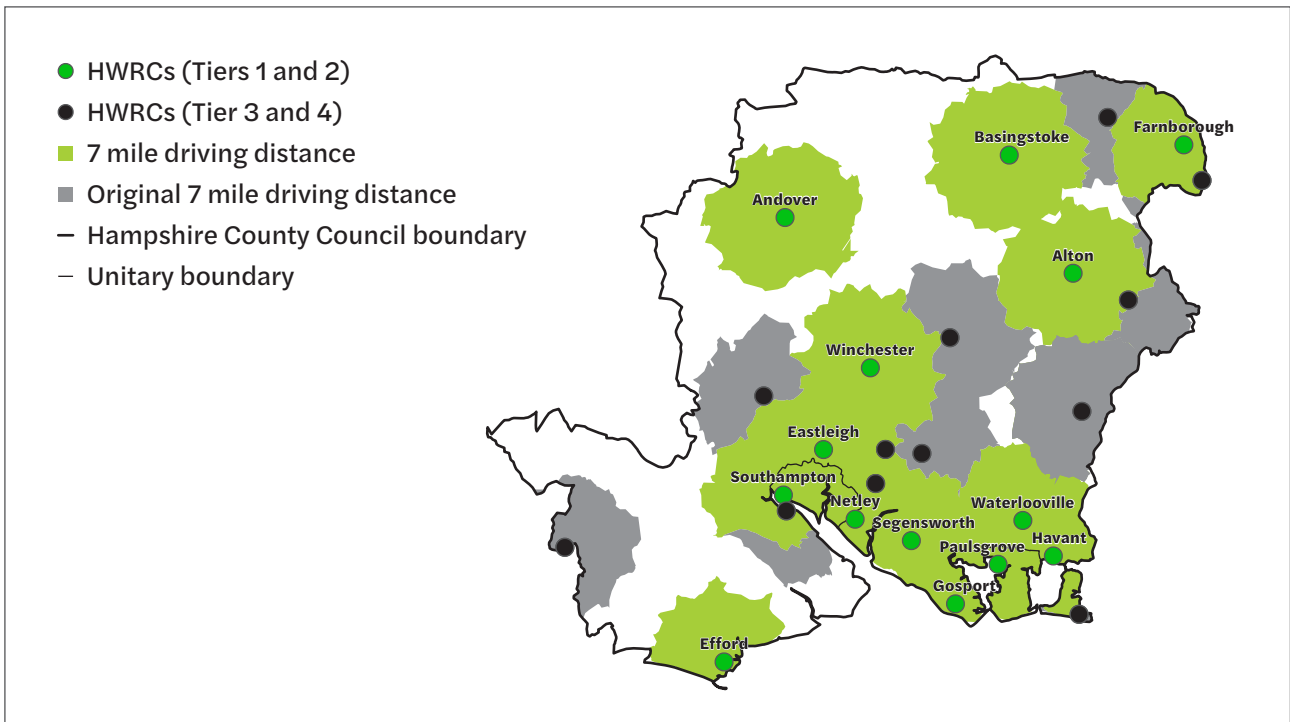 HWRCs (Tiers 1 and 2)
HWRCs (Tier 3 and 4)
7 mile driving distance
Original 7 mile driving distance
Hampshire County Council boundary
Unitary boundary
Farnborough
Basingstoke
Andover
Alton
Winchester
Eastleigh
Southampton
Netley
Waterlooville
Segensworth
Havant
Paulsgrove
Gosport
Efford